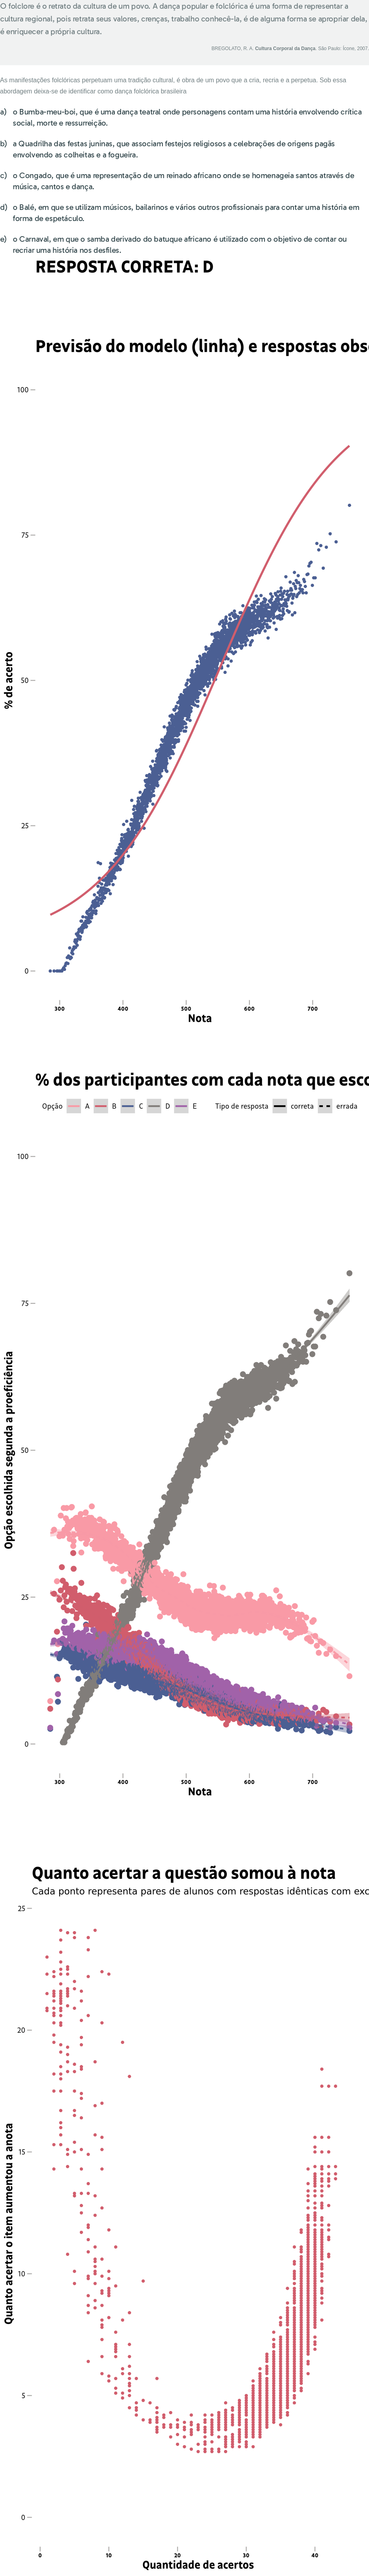 O folclore é o retrato da cultura de um povo. A dança popular e folclórica é uma forma de representar a
cultura regional, pois retrata seus valores, crenças, trabalho conhecê-la, é de alguma forma se apropriar dela,
é enriquecer a própria cultura.
BREGOLATO, R. A. Cultura Corporal da Dança. São Paulo: Ícone, 2007.
As manifestações folclóricas perpetuam uma tradição cultural, é obra de um povo que a cria, recria e a perpetua. Sob essa
abordagem deixa-se de identificar como dança folclórica brasileira
a) o Bumba-meu-boi, que é uma dança teatral onde personagens contam uma história envolvendo crítica
social, morte e ressurreição.
b) a Quadrilha das festas juninas, que associam festejos religiosos a celebrações de origens pagãs
envolvendo as colheitas e a fogueira.
c) o Congado, que é uma representação de um reinado africano onde se homenageia santos através de
música, cantos e dança.
d) o Balé, em que se utilizam músicos, bailarinos e vários outros profissionais para contar uma história em
forma de espetáculo.
e) o Carnaval, em que o samba derivado do batuque africano é utilizado com o objetivo de contar ou
recriar uma história nos desfiles.
RESPOSTA CORRETA: D
Previsão do modelo (linha) e respostas obs
100
75
50
25
0
% de acerto
300 400 500 600 700
Nota
% dos participantes com cada nota que esco
Opção A B C D E Tipo de resposta correta errada
100
75
50
25
0
Opção escolhida segunda a proeficiência
300 400 500 600 700
Nota
Quanto acertar a questão somou à nota
Cada ponto representa pares de alunos com respostas idênticas com exc
25
20
15
10
5
0
Quanto acertar o item aumentou a anota
0 10 20 30 40
Quantidade de acertos